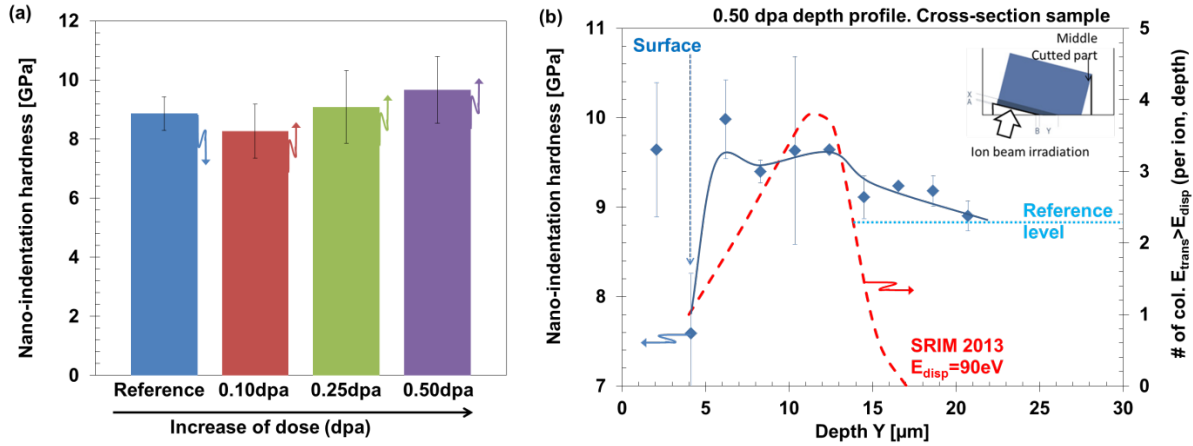 (a)
Nano-indentation hardness [GPa]
12
10
8
6
4
2
0
Reference 0.10dpa 0.25dpa 0.50dpa
Increase of dose (dpa)
(b)
0.50 dpa depth profile. Cross-section sample
Nano-indentation hardness [GPa]
11
10
9
8
7
Surface
Middle
Cutted part
X
A
B Y
Ion beam irradiation
Reference
level
SRIM 2013
E_disp=90eV
5
4
3
2
1
0
# of col. E_trans>E_disp (per ion, depth)
0 5 10 15 20 25 30
Depth Y [µm]